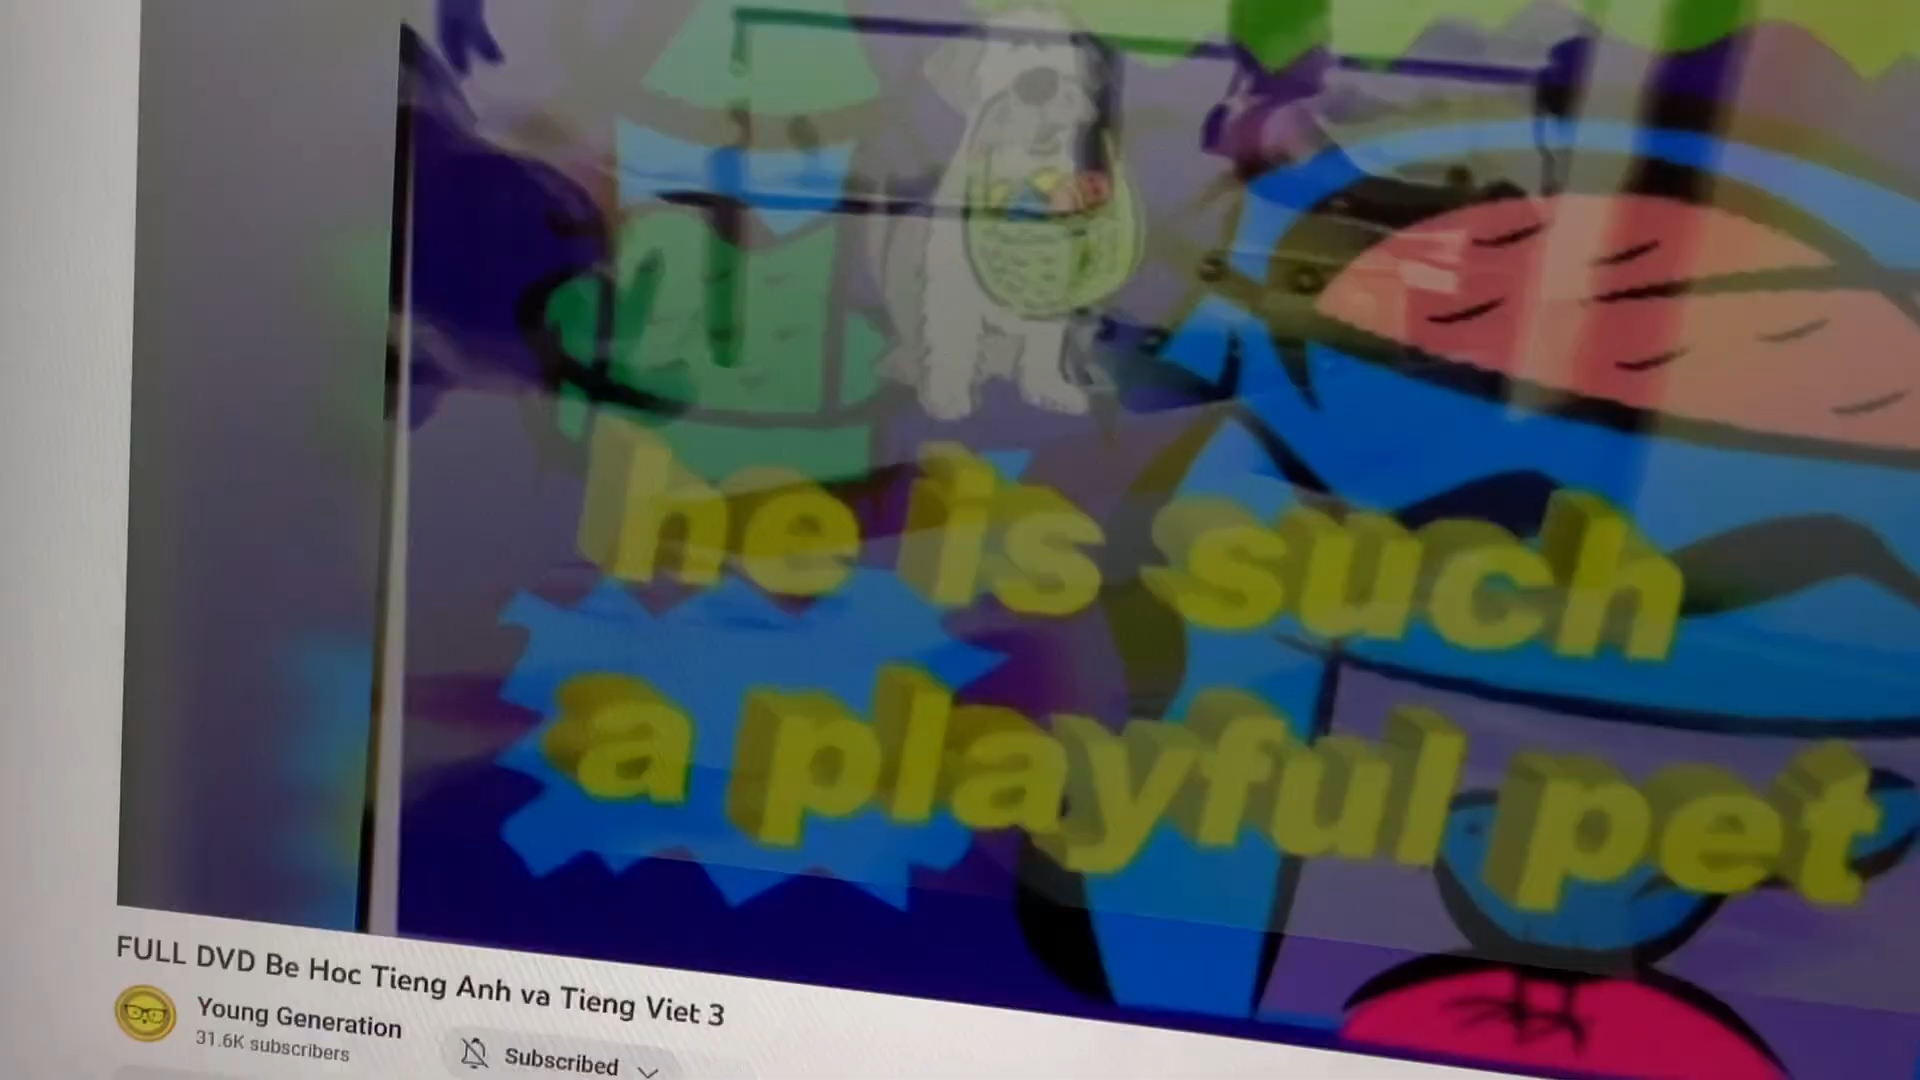 he is such
a playful pet
FULL DVD Be Hoc Tieng Anh va Tieng Viet 3
Young Generation
31.6K subscribers
Subscribed